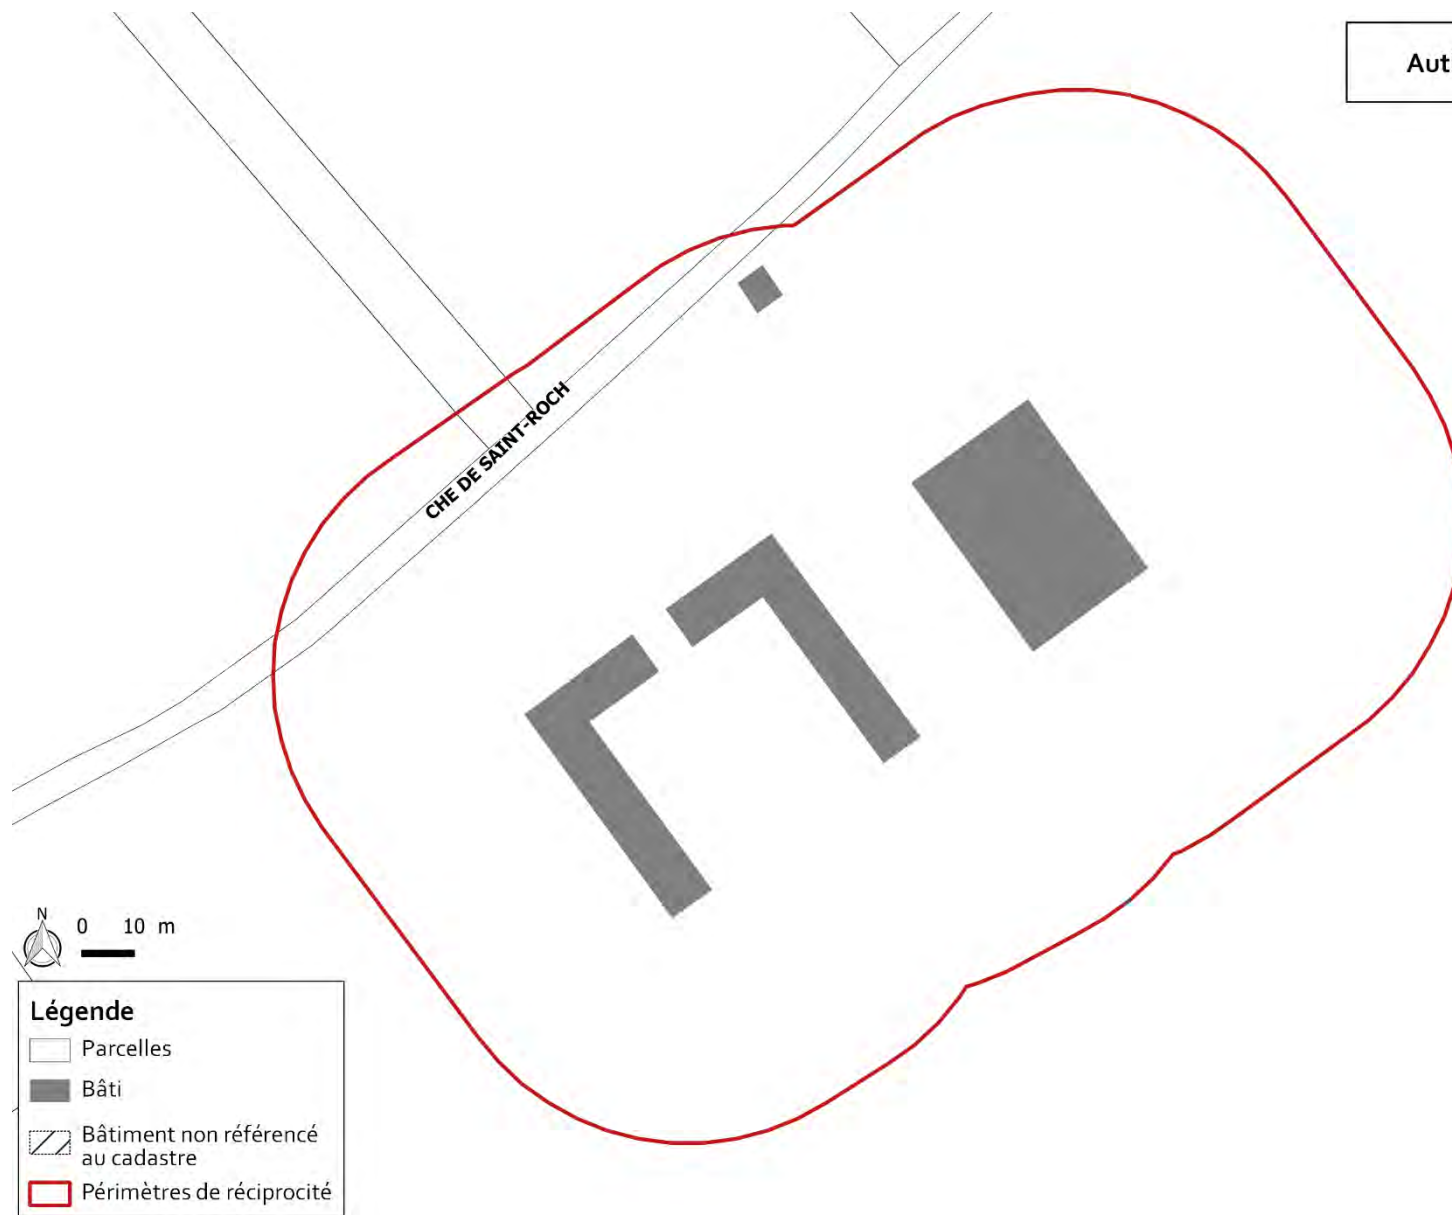 Aut
CHE DE SAINT-ROCH
N
0 10 m
Légende
Parcelles
Bâti
Bâtiment non référencé
au cadastre
Périmètres de réciprocité